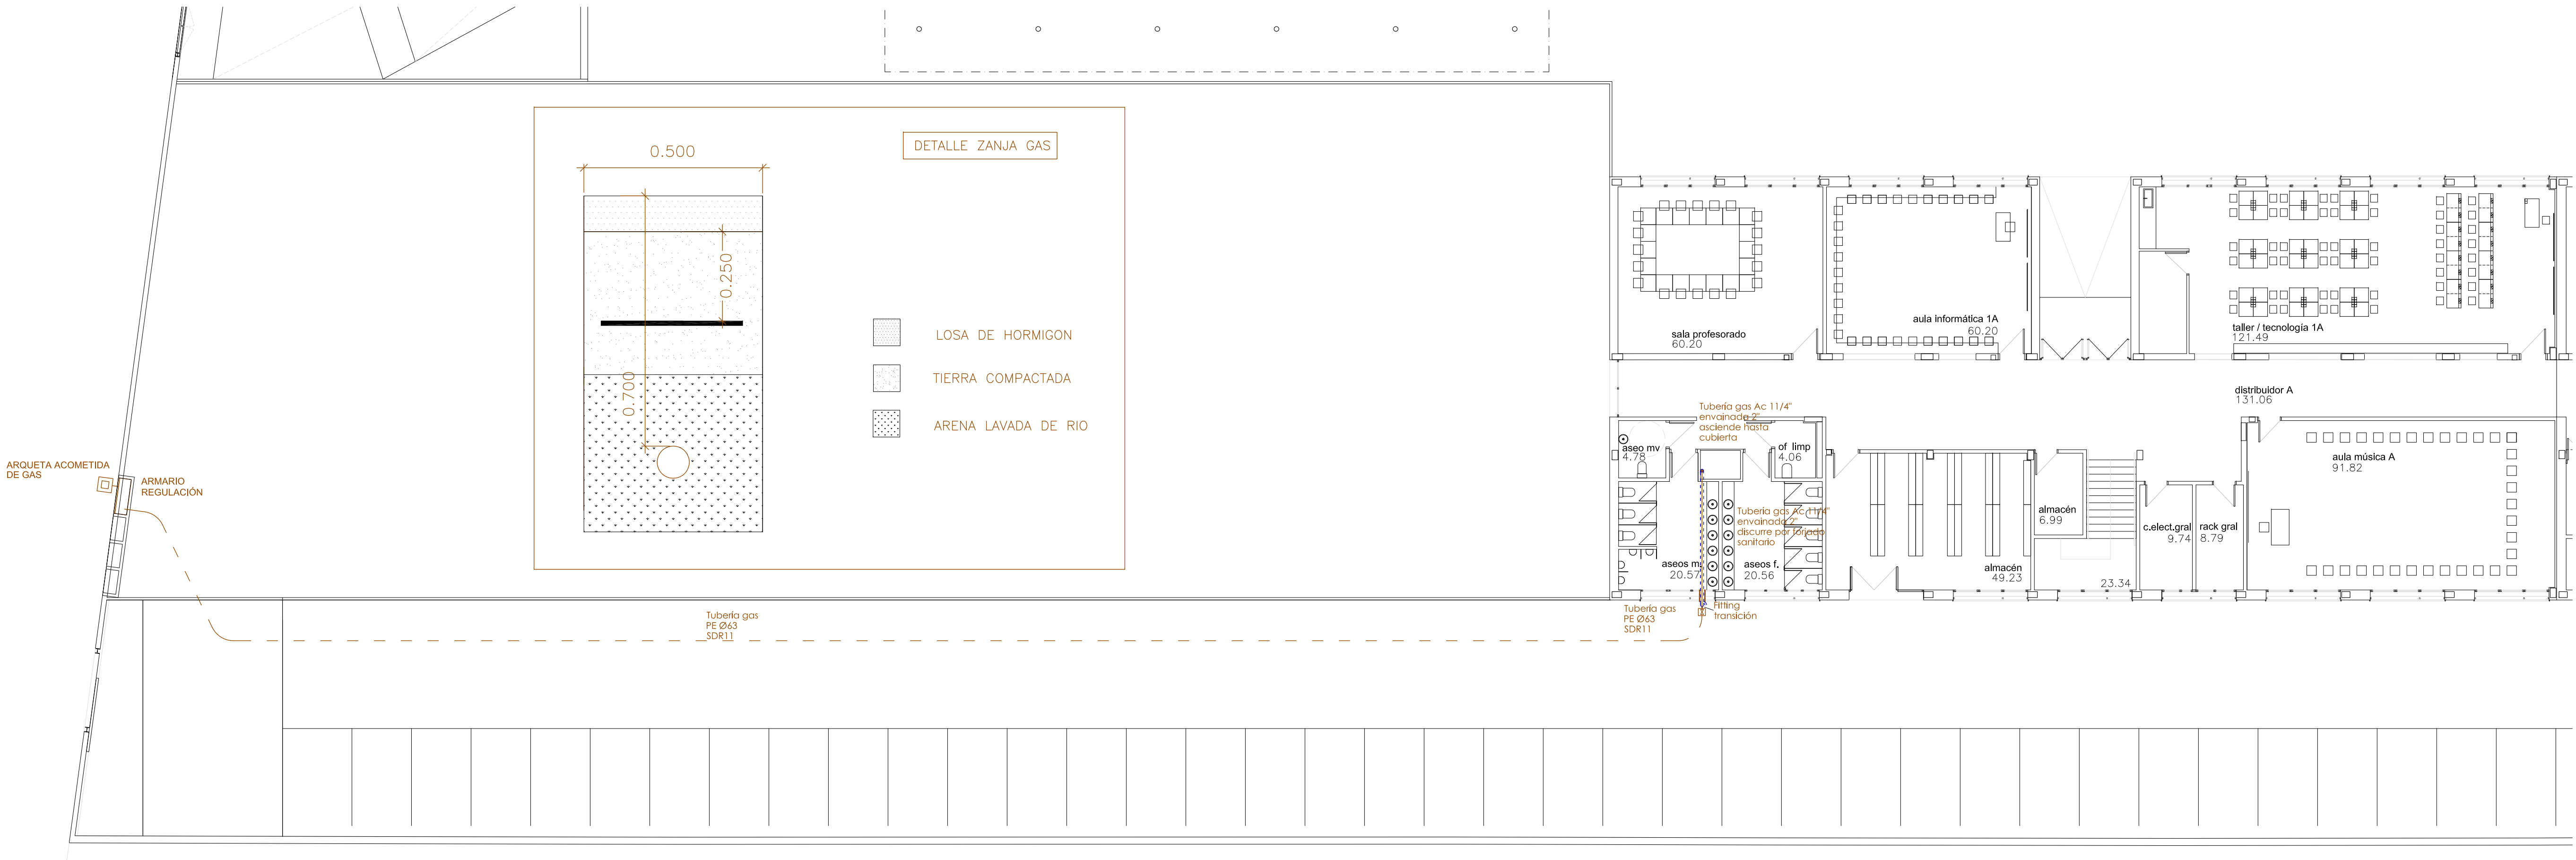 DETALLE ZANJA GAS
0.500
0.250
0.700
LOSA DE HORMIGON
TIERRA COMPACTADA
ARENA LAVADA DE RIO
ARQUETA ACOMETIDA
DE GAS
ARMARIO
REGULACIÓN
Tubería gas
PE Ø63
SDR11
Tubería gas
PE Ø63
SDR11
Fitting
transición
Tubería gas Ac 11/4"
envainada 2"
asciende hasta
cubierta
Tubería gas Ac 11/4"
envainada 2"
discurre por forjado
sanitario
sala profesorado
60.20
aula informática 1A
60.20
taller / tecnología 1A
121.49
distribuidor A
131.06
aseo mv
4.78
of limp
4.06
aseos m.
20.57
aseos f.
20.56
almacén
49.23
almacén
6.99
23.34
c.elect.gral
9.74
rack gral
8.79
aula música A
91.82